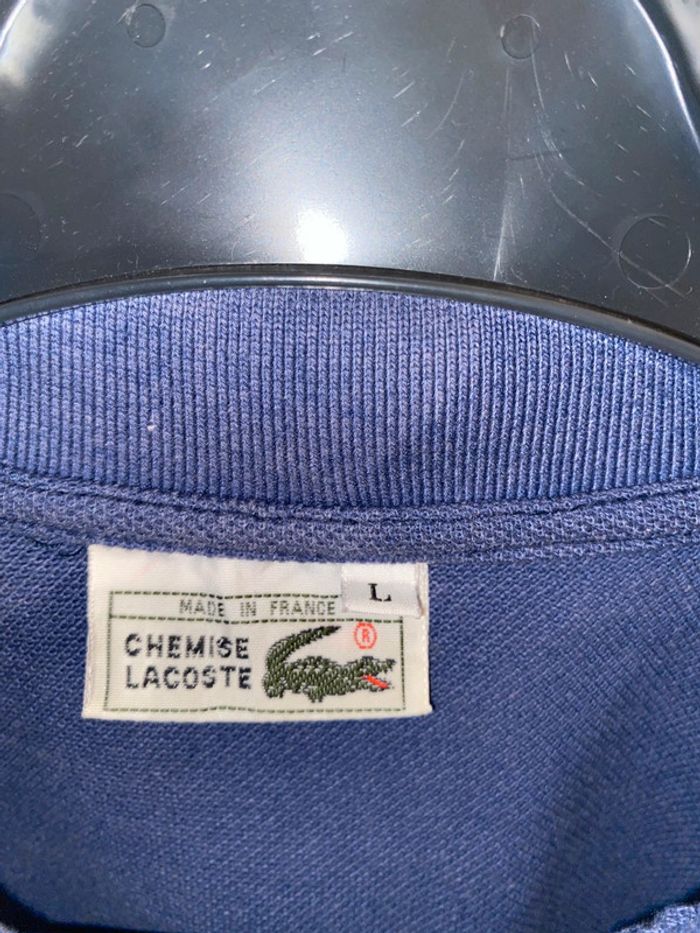 L
MADE IN FRANCE
CHEMISE
LACOSTE
®